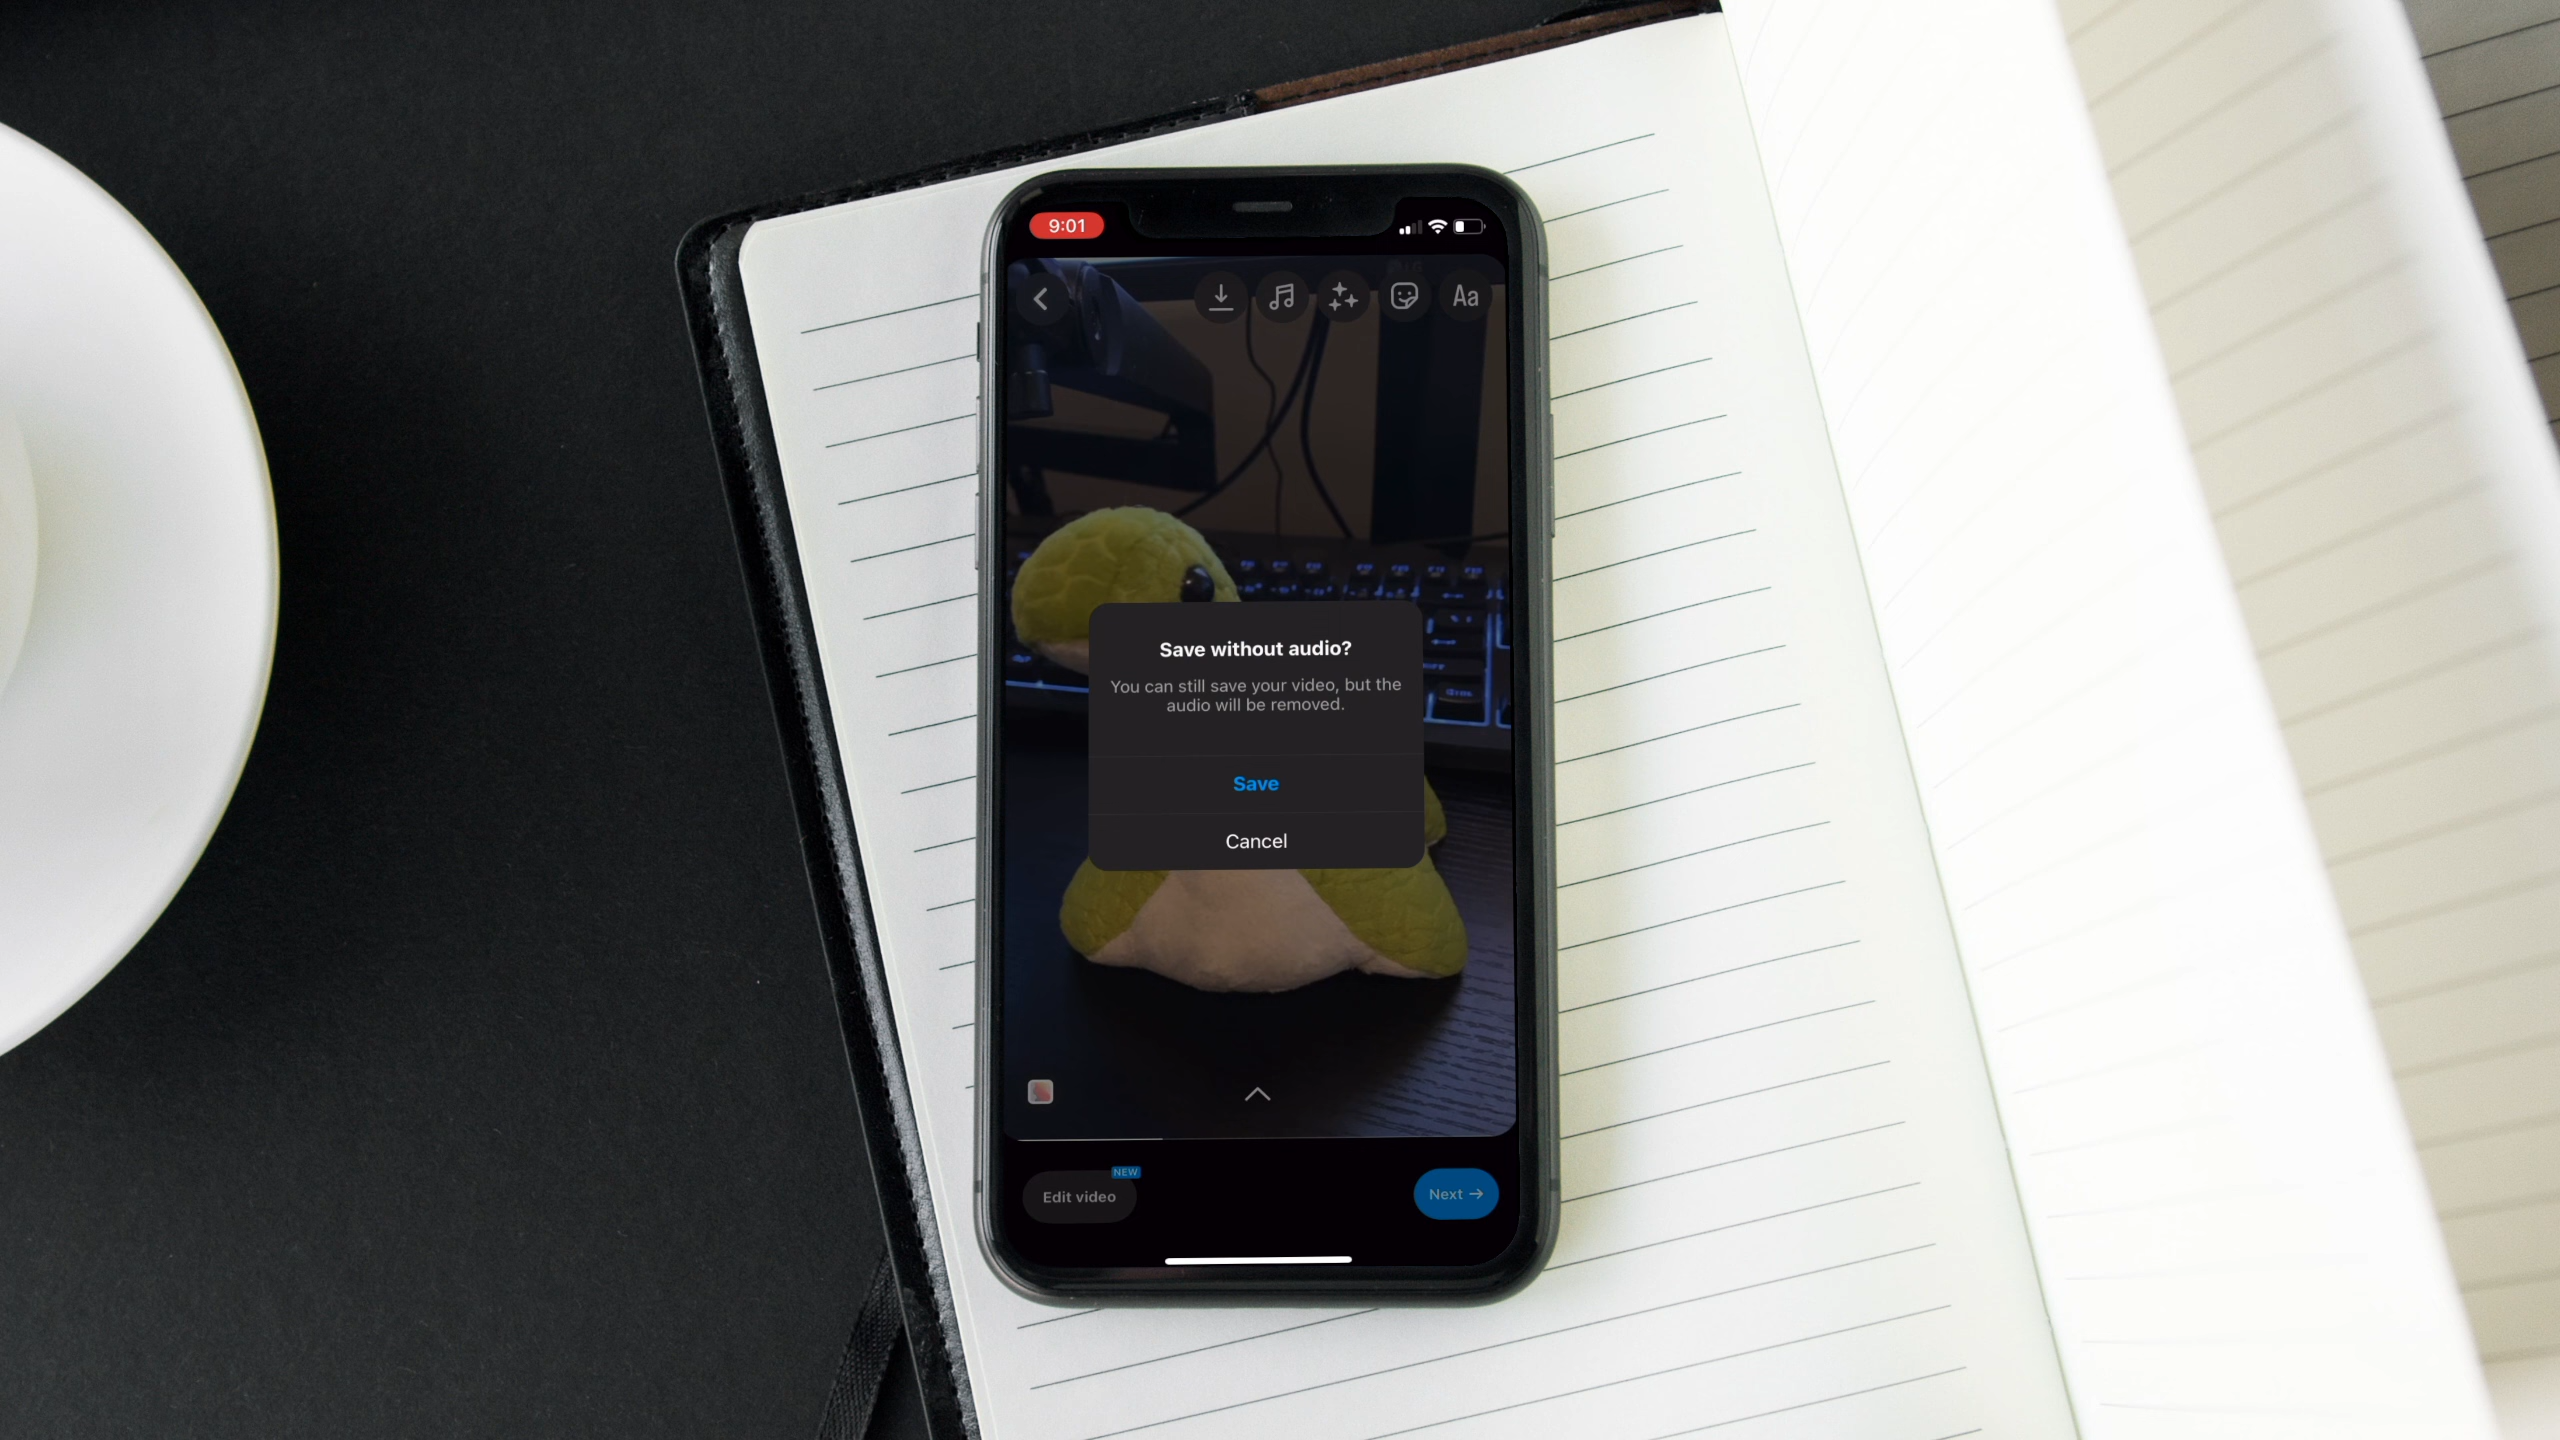 9:01
Aa
Save without audio?
You can still save your video, but the
audio will be removed.
Save
Cancel
NEW
Edit video
Next